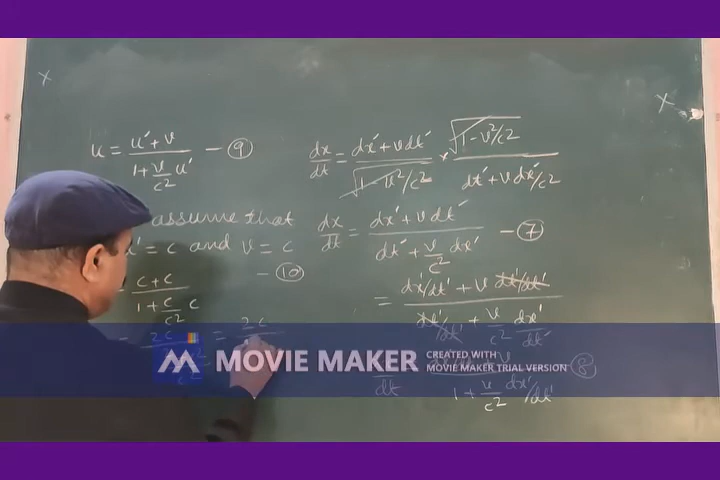 x
x
u = (u′ + v) / (1 + (v/c²) u′) — ⑨
assume that
′ = c and v = c
— ⑩
(c + c) / (1 + (c/c²) c)
2c
= 2c
dx/dt = (dx′ + v dt′) / √(1 − v²/c²) × √(1 − v²/c²) / (dt′ + v dx′/c²)
dx/dt = (dx′ + v dt′) / (dt′ + (v/c²) dx′) — ⑦
= (dx′/dt′ + v dt′/dt′) / (dt′/dt′ + (v/c²) dx′/dt′)
v
dt
1 + (v/c²) dx′/dt′
⑧
M MOVIE MAKER
CREATED WITH
MOVIE MAKER TRIAL VERSION